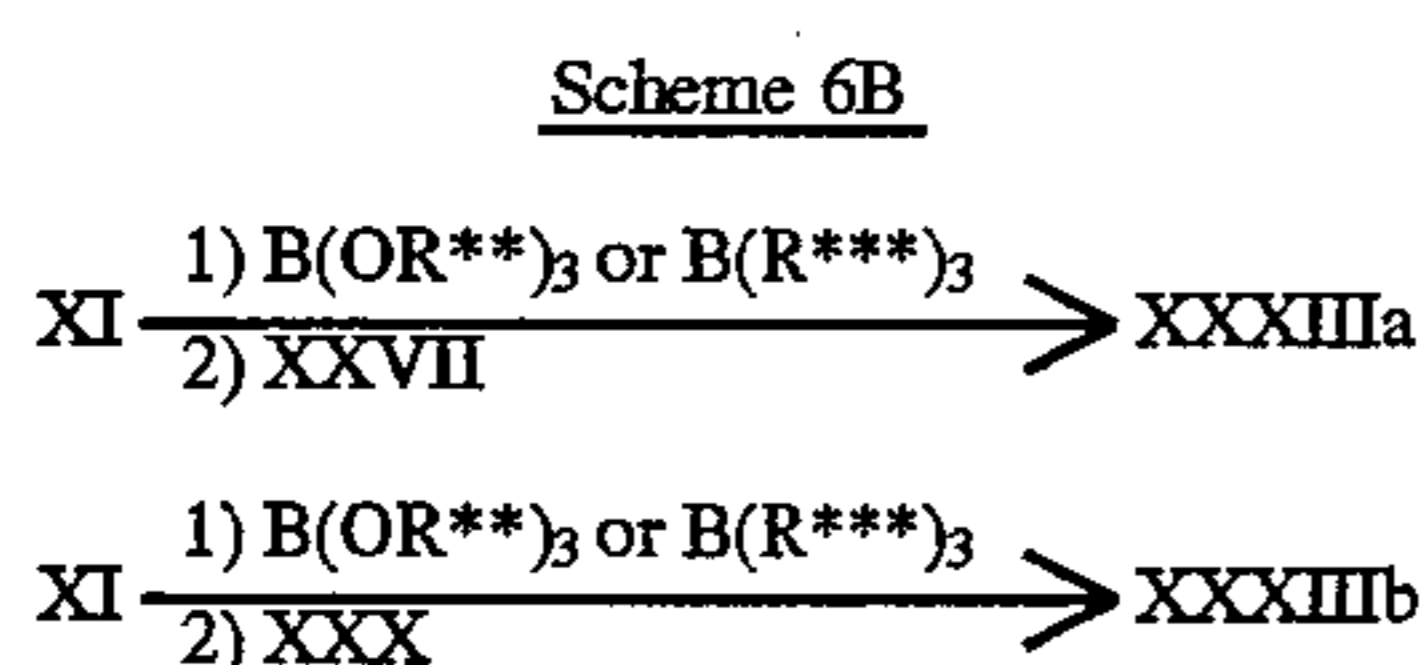 Scheme 6B
1) B(OR**)3 or B(R***)3
XI XXXIIIa
2) XXVII
1) B(OR**)3 or B(R***)3
XI XXXIIIb
2) XXX